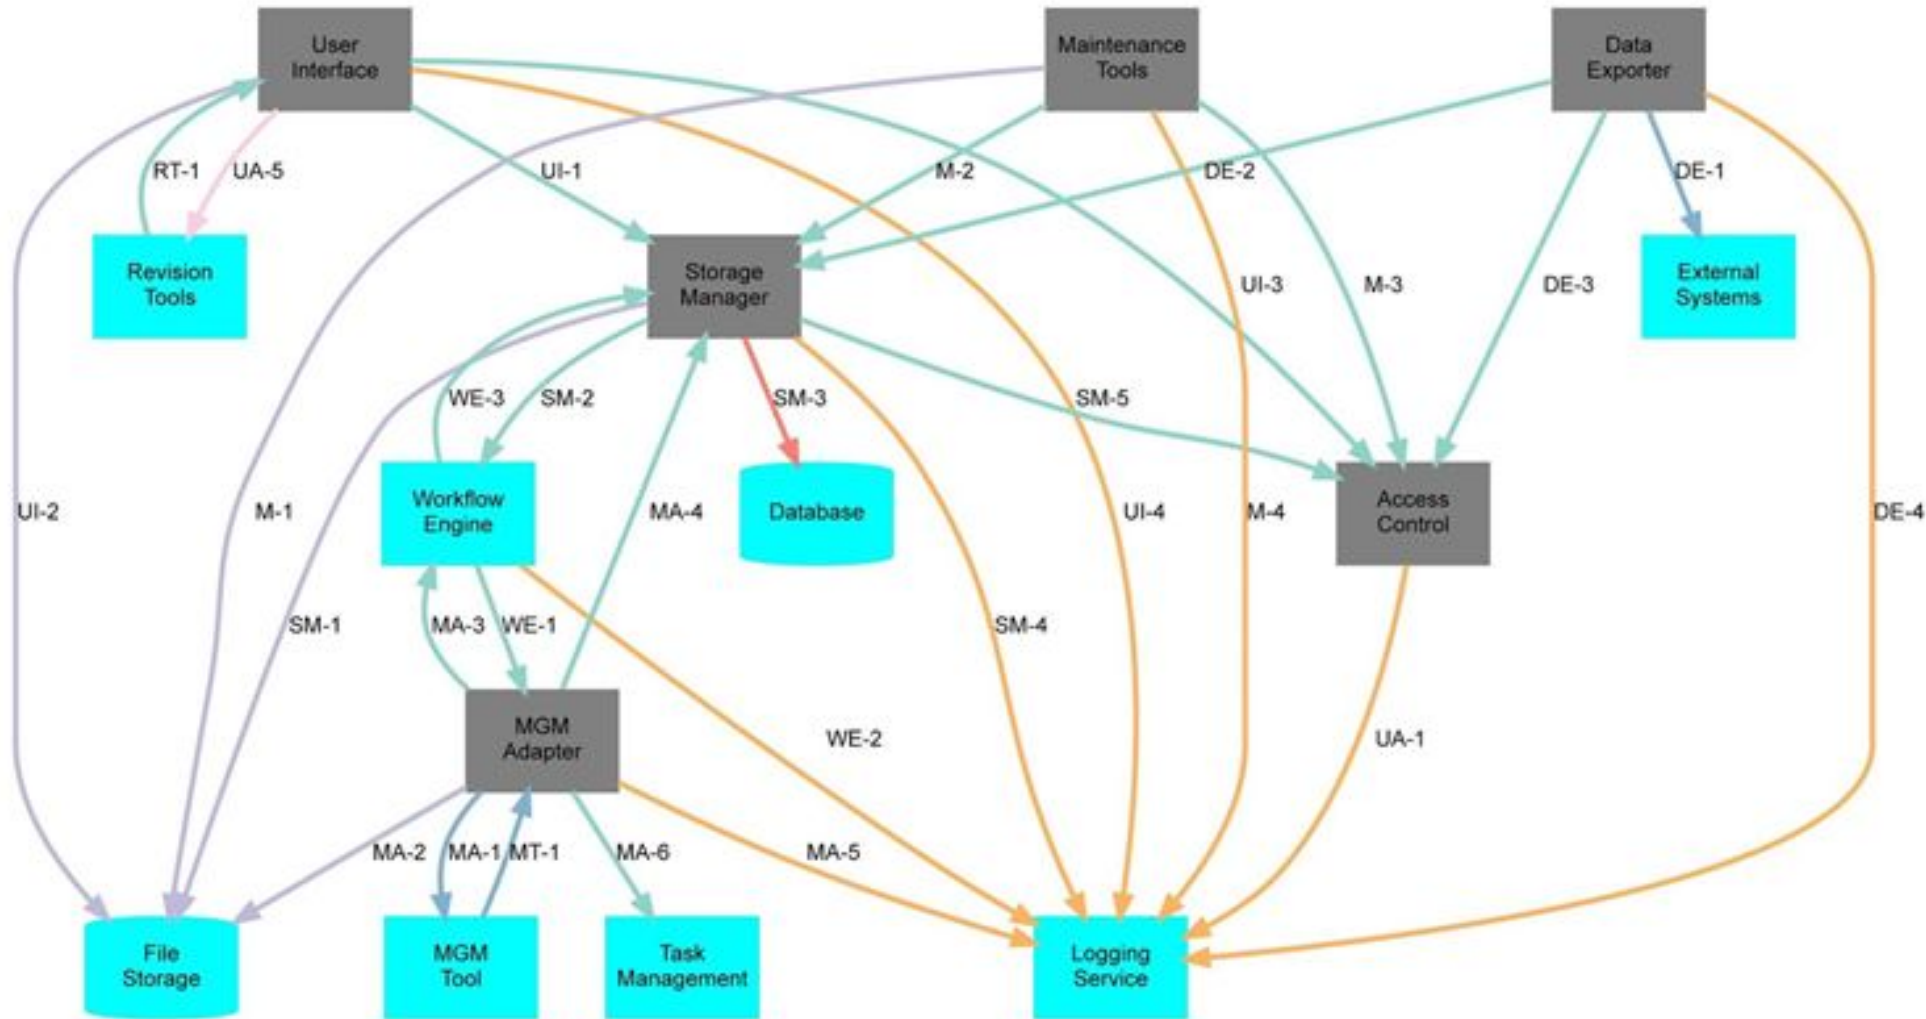 User
Interface
Maintenance
Tools
Data
Exporter
RT-1
UA-5
UI-1
M-2
DE-2
DE-1
Revision
Tools
Storage
Manager
UI-3
M-3
DE-3
External
Systems
WE-3
SM-2
SM-3
SM-5
UI-2
M-1
Workflow
Engine
MA-4
Database
UI-4
M-4
Access
Control
DE-4
SM-1
MA-3
WE-1
SM-4
MGM
Adapter
WE-2
UA-1
MA-2
MA-1
MT-1
MA-6
MA-5
File
Storage
MGM
Tool
Task
Management
Logging
Service